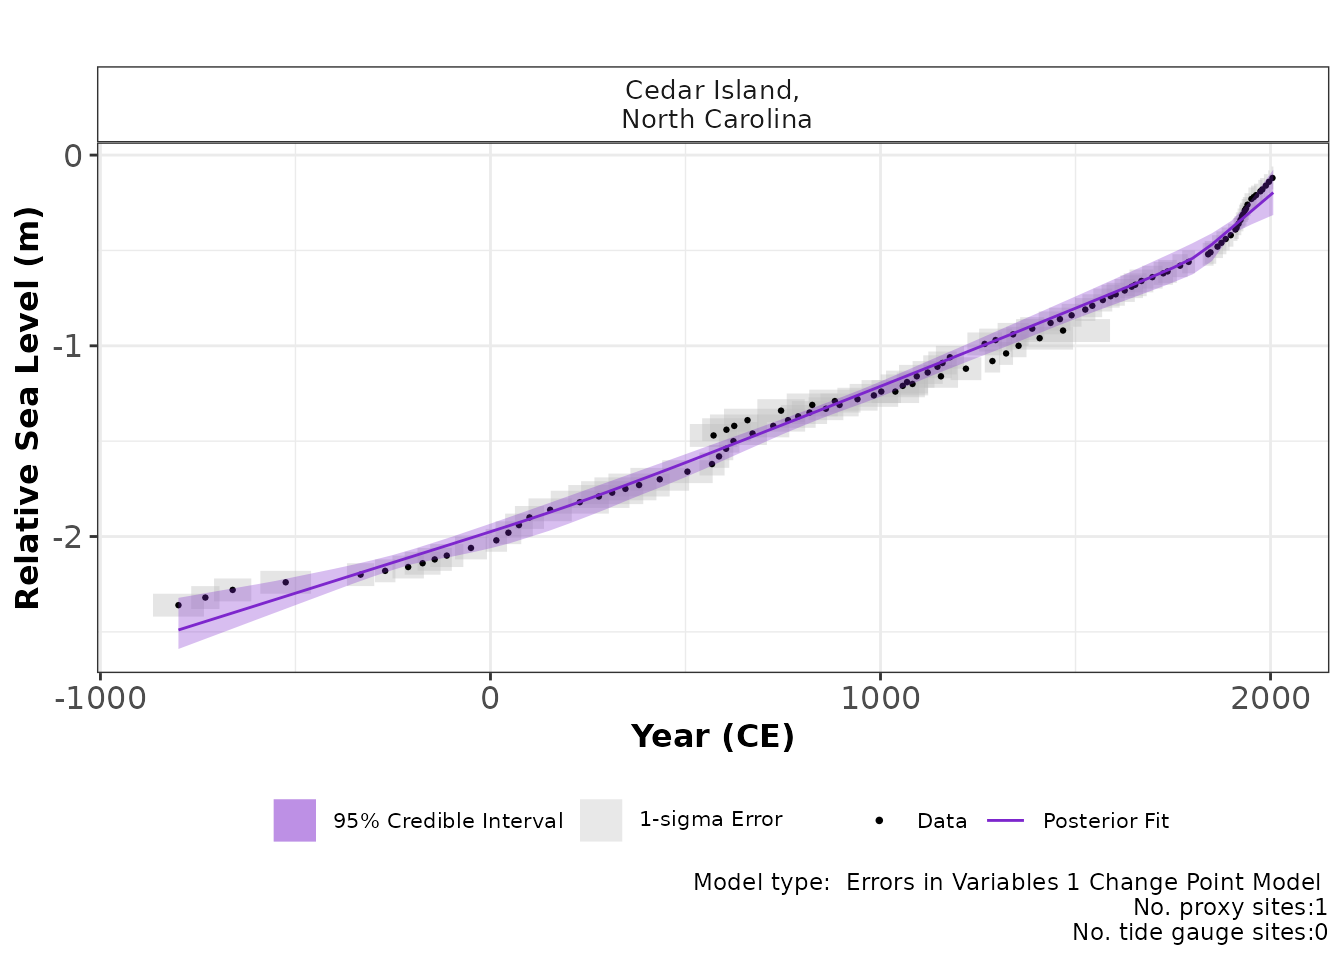 Cedar Island,
North Carolina
Relative Sea Level (m)
0
-1
-2
-1000 0 1000 2000
Year (CE)
95% Credible Interval 1-sigma Error Data Posterior Fit
Model type:  Errors in Variables 1 Change Point Model
No. proxy sites:1
No. tide gauge sites:0